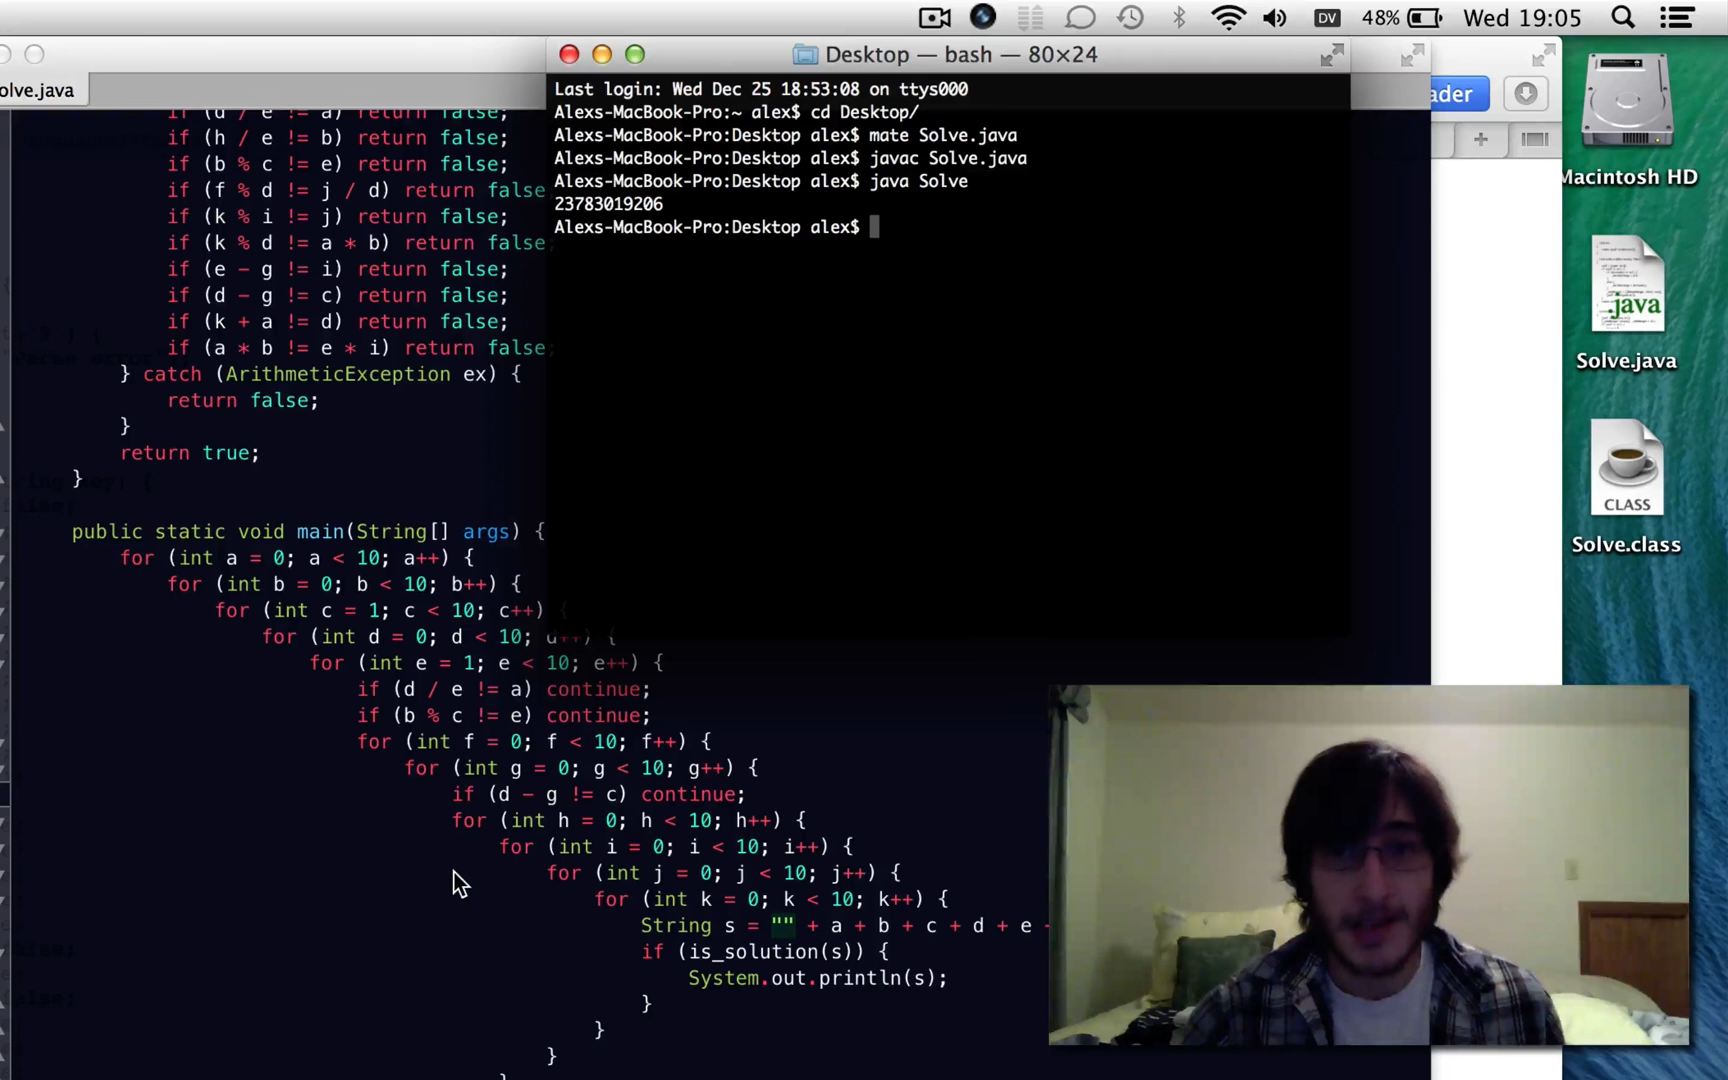 DV
48%
Wed 19:05
Desktop — bash — 80×24
olve.java
ader
Last login: Wed Dec 25 18:53:08 on ttys000
Alexs-MacBook-Pro:~ alex$ cd Desktop/
Alexs-MacBook-Pro:Desktop alex$ mate Solve.java
Alexs-MacBook-Pro:Desktop alex$ javac Solve.java
Alexs-MacBook-Pro:Desktop alex$ java Solve
23783019206
Alexs-MacBook-Pro:Desktop alex$
if (d / e != a) return false;
if (h / e != b) return false;
if (b % c != e) return false;
if (f % d != j / d) return false
if (k % i != j) return false;
if (k % d != a * b) return false;
if (e - g != i) return false;
if (d - g != c) return false;
if (k + a != d) return false;
if (a * b != e * i) return false;
} catch (ArithmeticException ex) {
return false;
}
return true;
}
public static void main(String[] args) {
for (int a = 0; a < 10; a++) {
for (int b = 0; b < 10; b++) {
for (int c = 1; c < 10; c++) {
for (int d = 0; d < 10; d++) {
for (int e = 1; e < 10; e++) {
if (d / e != a) continue;
if (b % c != e) continue;
for (int f = 0; f < 10; f++) {
for (int g = 0; g < 10; g++) {
if (d - g != c) continue;
for (int h = 0; h < 10; h++) {
for (int i = 0; i < 10; i++) {
for (int j = 0; j < 10; j++) {
for (int k = 0; k < 10; k++) {
String s = "" + a + b + c + d + e +
if (is_solution(s)) {
System.out.println(s);
}
}
}
Macintosh HD
.java
Solve.java
CLASS
Solve.class